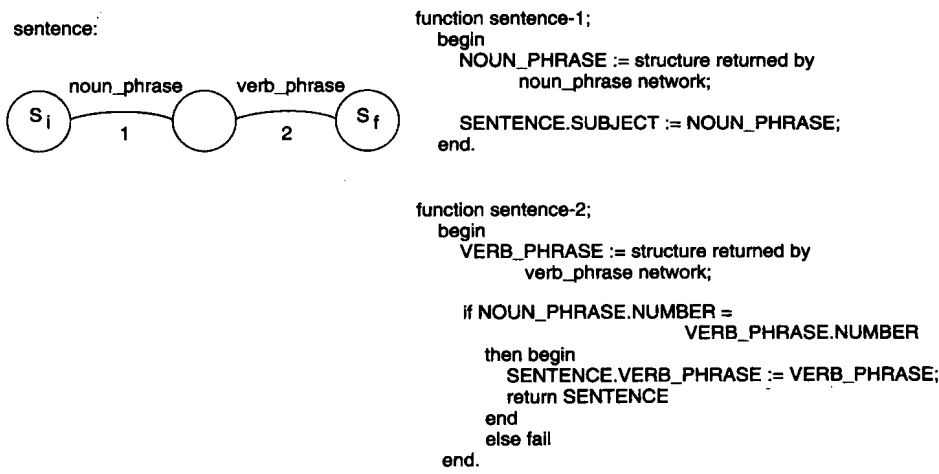 sentence:
noun_phrase
verb_phrase
Si
1
2
Sf
function sentence-1;
begin
NOUN_PHRASE := structure returned by
noun_phrase network;
SENTENCE.SUBJECT := NOUN_PHRASE;
end.
function sentence-2;
begin
VERB_PHRASE := structure returned by
verb_phrase network;
if NOUN_PHRASE.NUMBER =
VERB_PHRASE.NUMBER
then begin
SENTENCE.VERB_PHRASE := VERB_PHRASE;
return SENTENCE
end
else fail
end.